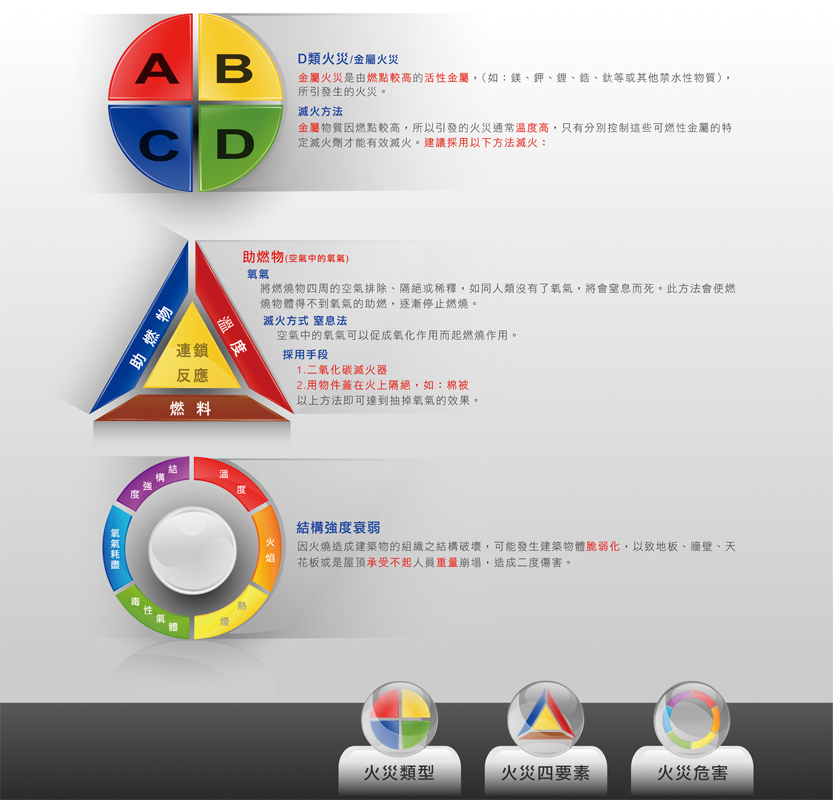 A B
C D
D類火災/金屬火災
金屬火災是由燃點較高的活性金屬，（如：鎂、鉀、鋰、鋯、鈦等或其他禁水性物質），
所引發生的火災。
滅火方法
金屬物質因燃點較高，所以引發的火災通常溫度高，只有分別控制這些可燃性金屬的特
定滅火劑才能有效滅火。建議採用以下方法滅火：
助燃物
溫度
連鎖
反應
燃料
助燃物(空氣中的氧氣)
氧氣
將燃燒物四周的空氣排除、隔絕或稀釋，如同人類沒有了氧氣，將會窒息而死。此方法會使燃
燒物體得不到氧氣的助燃，逐漸停止燃燒。
滅火方式 窒息法
空氣中的氧氣可以促成氧化作用而起燃燒作用。
採用手段
1.二氧化碳滅火器
2.用物件蓋在火上隔絕，如：棉被
以上方法即可達到抽掉氧氣的效果。
結構強度
溫度
氧氣耗盡
火焰
毒性氣體
熱煙
結構強度衰弱
因火燒造成建築物的組織之結構破壞，可能發生建築物體脆弱化，以致地板、牆壁、天
花板或是屋頂承受不起人員重量崩塌，造成二度傷害。
火災類型
火災四要素
火災危害